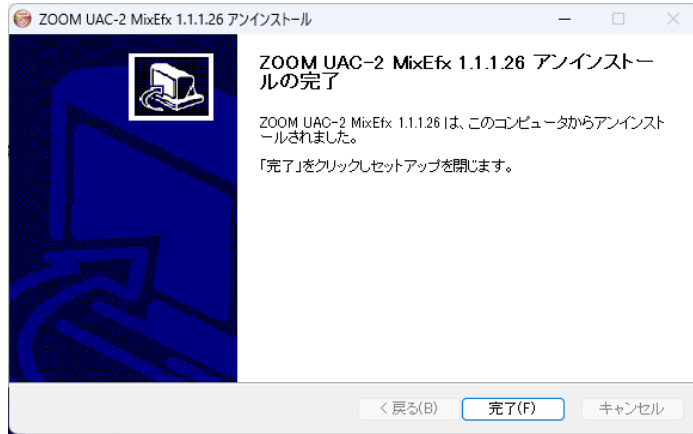 ZOOM UAC-2 MixEfx 1.1.1.26 アンインストール
ZOOM UAC-2 MixEfx 1.1.1.26 アンインストー
ルの完了
ZOOM UAC-2 MixEfx 1.1.1.26 は、このコンピュータからアンインスト
ールされました。
「完了」をクリックしセットアップを閉じます。
< 戻る(B) 完了(F) キャンセル